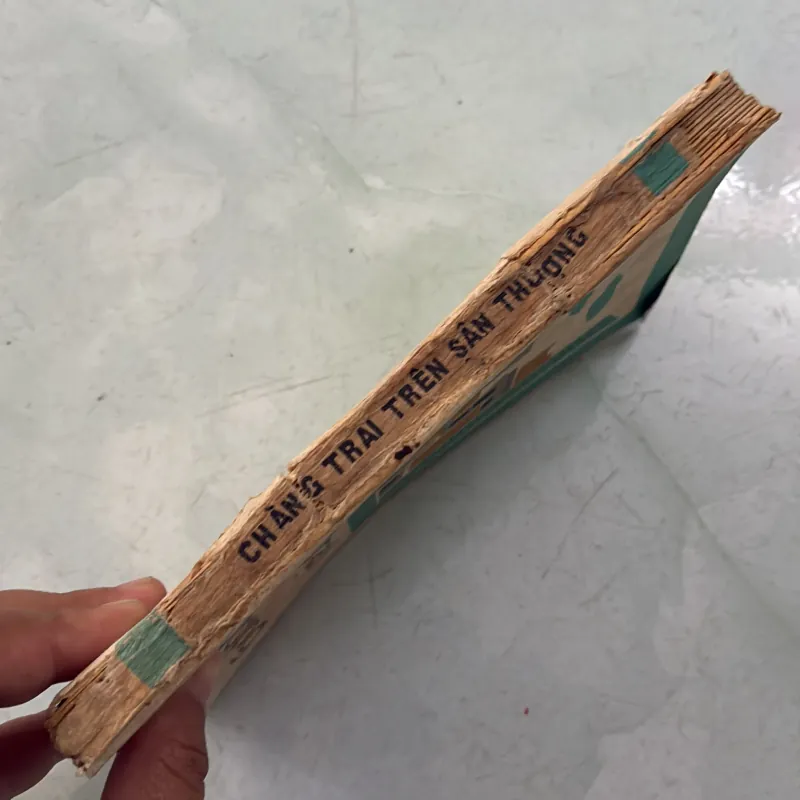 CHÀNG TRAI TRÊN SÂN THƯỢNG